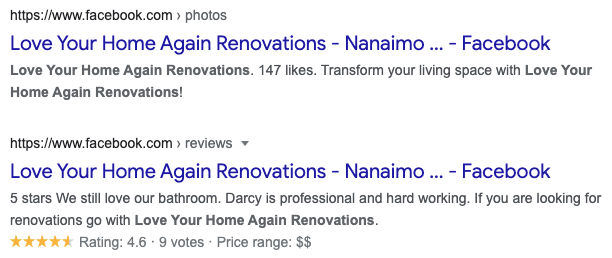 https://www.facebook.com › photos
Love Your Home Again Renovations - Nanaimo ... - Facebook
Love Your Home Again Renovations. 147 likes. Transform your living space with Love Your
Home Again Renovations!
https://www.facebook.com › reviews
Love Your Home Again Renovations - Nanaimo ... - Facebook
5 stars We still love our bathroom. Darcy is professional and hard working. If you are looking for
renovations go with Love Your Home Again Renovations.
Rating: 4.6 · 9 votes · Price range: $$